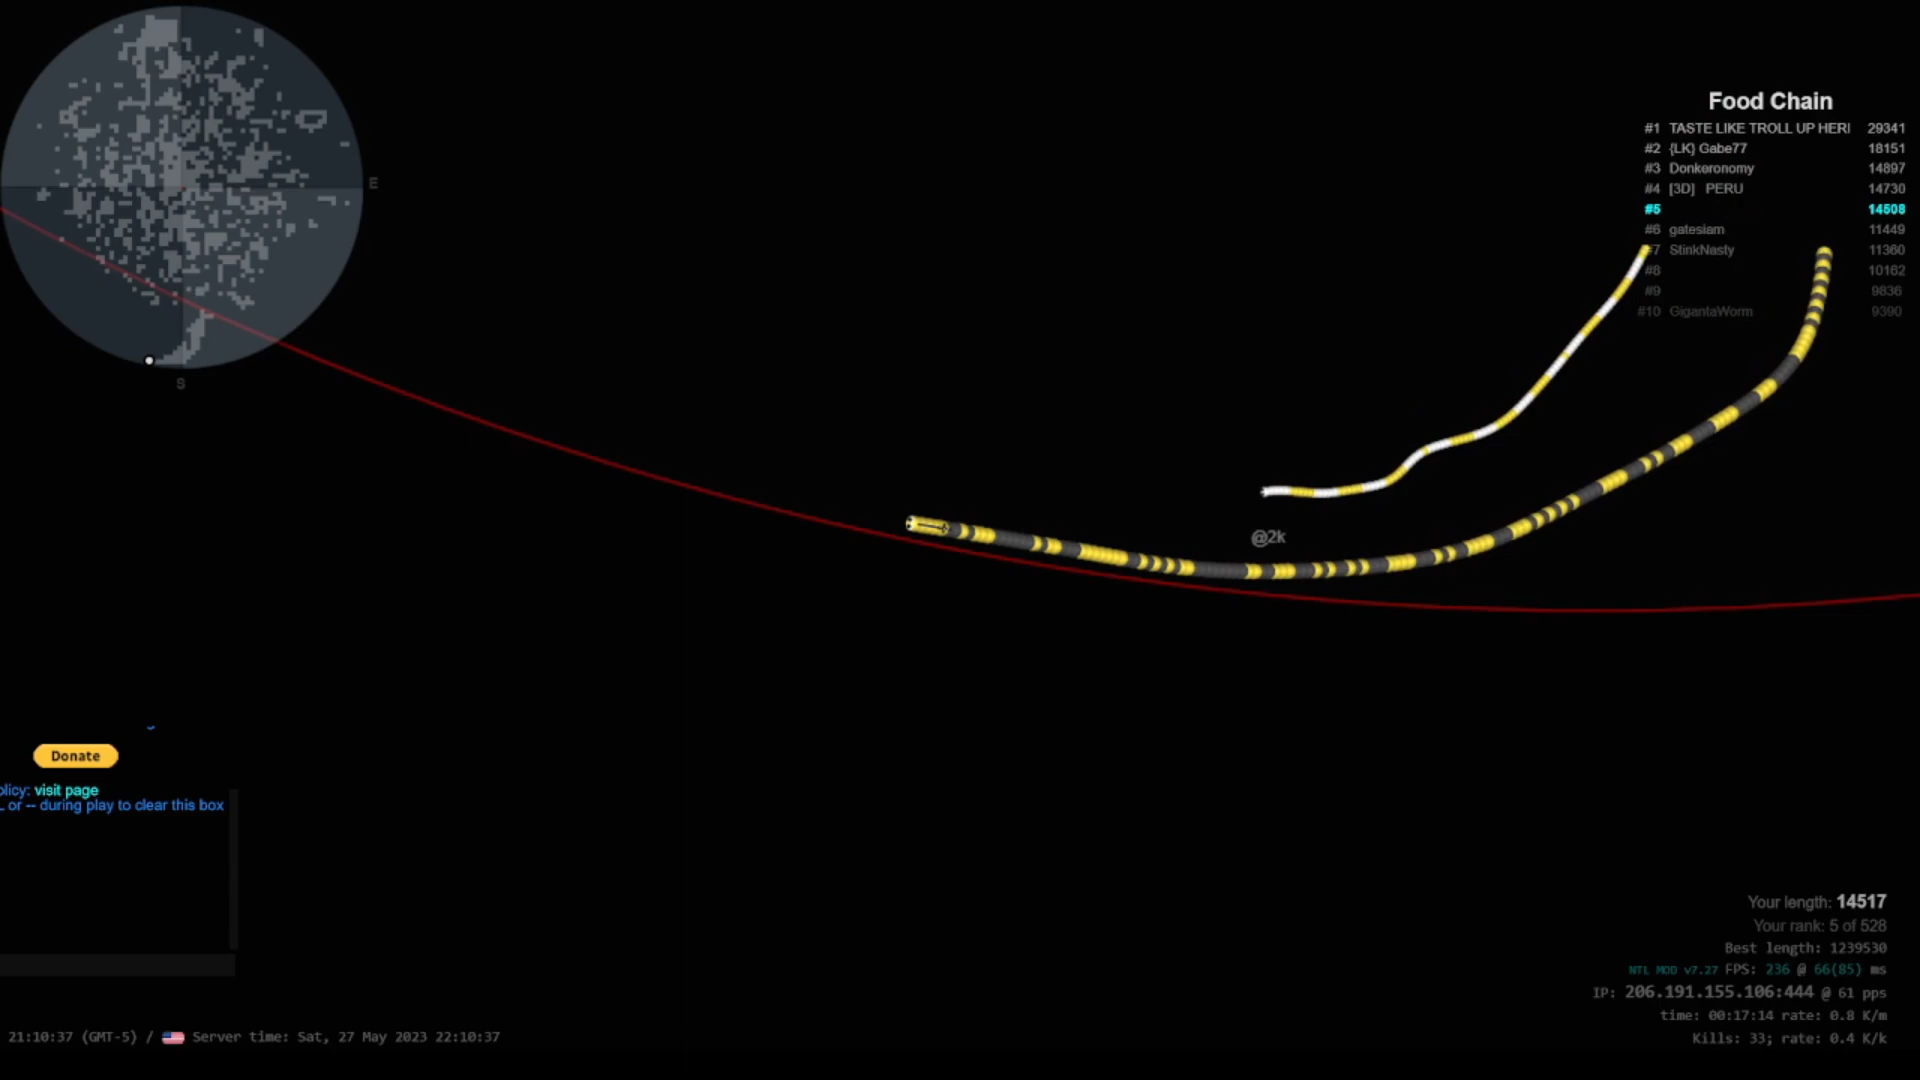 E
S
Food Chain
#1 TASTE LIKE TROLL UP HERI 29341
#2 {LK} Gabe77 18151
#3 Donkeronomy 14897
#4 [3D] PERU 14730
#5 14508
#6 gatesiam 11449
#7 StinkNasty 11360
#8 10162
#9 9836
#10 GigantaWorm 9390
@2k
Donate
olicy: visit page
L or -- during play to clear this box
Your length: 14517
Your rank: 5 of 528
Best length: 1239530
NTL MOD v7.27 FPS: 236 @ 66(85) ms
IP: 206.191.155.106:444 @ 61 pps
time: 00:17:14 rate: 0.8 K/m
Kills: 33; rate: 0.4 K/k
21:10:37 (GMT-5) / Server time: Sat, 27 May 2023 22:10:37